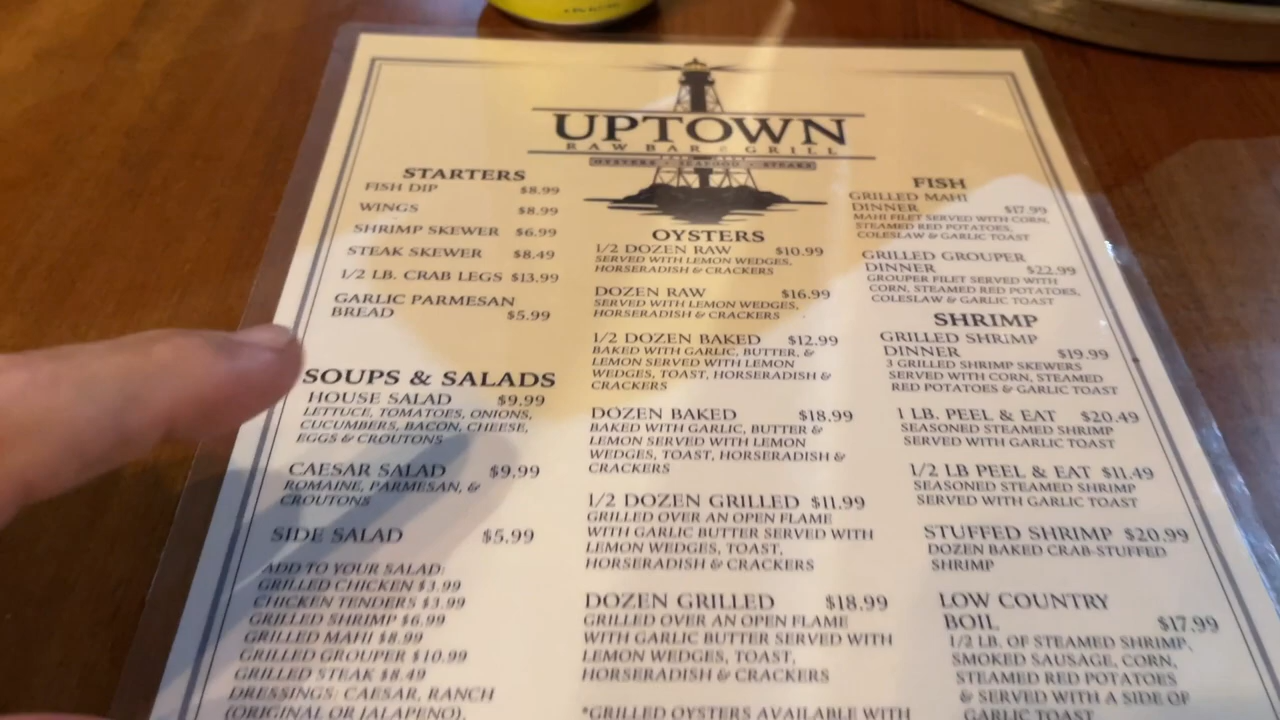 UPTOWN
RAW BAR & GRILL
OYSTERS • SEAFOOD • STEAKS
STARTERS
FISH DIP $8.99
WINGS $8.99
SHRIMP SKEWER $6.99
STEAK SKEWER $8.49
1/2 LB. CRAB LEGS $13.99
GARLIC PARMESAN
BREAD $5.99
SOUPS & SALADS
HOUSE SALAD $9.99
LETTUCE, TOMATOES, ONIONS,
CUCUMBERS, BACON, CHEESE,
EGGS & CROUTONS
CAESAR SALAD $9.99
ROMAINE, PARMESAN, &
CROUTONS
SIDE SALAD $5.99
ADD TO YOUR SALAD:
GRILLED CHICKEN $3.99
CHICKEN TENDERS $3.99
GRILLED SHRIMP $6.99
GRILLED MAHI $8.99
GRILLED GROUPER $10.99
GRILLED STEAK $8.49
DRESSINGS: CAESAR, RANCH
(ORIGINAL OR JALAPENO),
OYSTERS
1/2 DOZEN RAW $10.99
SERVED WITH LEMON WEDGES,
HORSERADISH & CRACKERS
DOZEN RAW $16.99
SERVED WITH LEMON WEDGES,
HORSERADISH & CRACKERS
1/2 DOZEN BAKED $12.99
BAKED WITH GARLIC, BUTTER, &
LEMON SERVED WITH LEMON
WEDGES, TOAST, HORSERADISH &
CRACKERS
DOZEN BAKED $18.99
BAKED WITH GARLIC, BUTTER &
LEMON SERVED WITH LEMON
WEDGES, TOAST, HORSERADISH &
CRACKERS
1/2 DOZEN GRILLED $11.99
GRILLED OVER AN OPEN FLAME
WITH GARLIC BUTTER SERVED WITH
LEMON WEDGES, TOAST,
HORSERADISH & CRACKERS
DOZEN GRILLED $18.99
GRILLED OVER AN OPEN FLAME
WITH GARLIC BUTTER SERVED WITH
LEMON WEDGES, TOAST,
HORSERADISH & CRACKERS
*GRILLED OYSTERS AVAILABLE WITH
FISH
GRILLED MAHI
DINNER $17.99
MAHI FILET SERVED WITH CORN,
STEAMED RED POTATOES,
COLESLAW & GARLIC TOAST
GRILLED GROUPER
DINNER $22.99
GROUPER FILET SERVED WITH
CORN, STEAMED RED POTATOES,
COLESLAW & GARLIC TOAST
SHRIMP
GRILLED SHRIMP
DINNER $19.99
3 GRILLED SHRIMP SKEWERS
SERVED WITH CORN, STEAMED
RED POTATOES & GARLIC TOAST
1 LB. PEEL & EAT $20.49
SEASONED STEAMED SHRIMP
SERVED WITH GARLIC TOAST
1/2 LB PEEL & EAT $11.49
SEASONED STEAMED SHRIMP
SERVED WITH GARLIC TOAST
STUFFED SHRIMP $20.99
DOZEN BAKED CRAB-STUFFED
SHRIMP
LOW COUNTRY
BOIL $17.99
1/2 LB. OF STEAMED SHRIMP,
SMOKED SAUSAGE, CORN,
STEAMED RED POTATOES
& SERVED WITH A SIDE OF
GARLIC TOAST